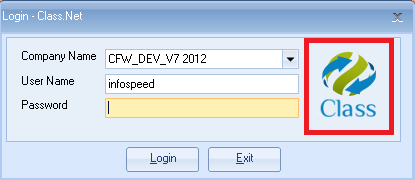 Login - Class.Net
Company Name CFW_DEV_V7 2012
User Name infospeed
Password
Class
Login Exit